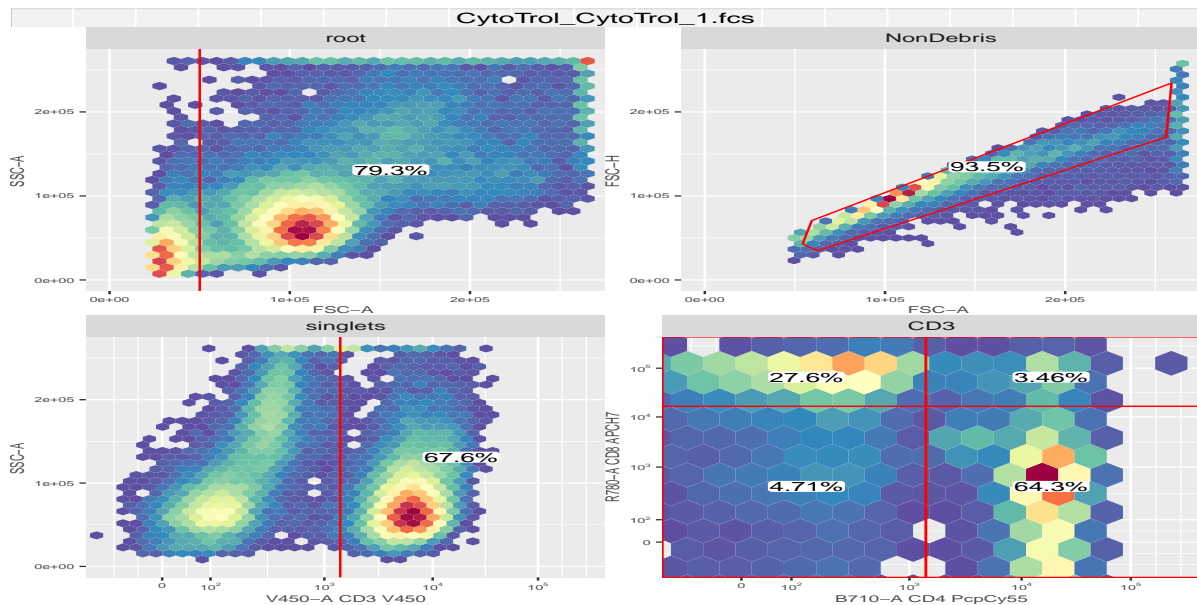 CytoTrol_CytoTrol_1.fcs
root
SSC-A
2e+05
1e+05
0e+00
79.3%
0e+00 1e+05 2e+05
FSC-A
NonDebris
FSC-H
2e+05
1e+05
0e+00
93.5%
0e+00 1e+05 2e+05
FSC-A
singlets
SSC-A
2e+05
1e+05
0e+00
67.6%
0 10² 10³ 10⁴ 10⁵
V450-A CD3 V450
CD3
R780-A CD8 APCH7
10⁵
10⁴
10³
10²
0
27.6% 3.46%
4.71% 64.3%
0 10² 10³ 10⁴ 10⁵
B710-A CD4 PcpCy55